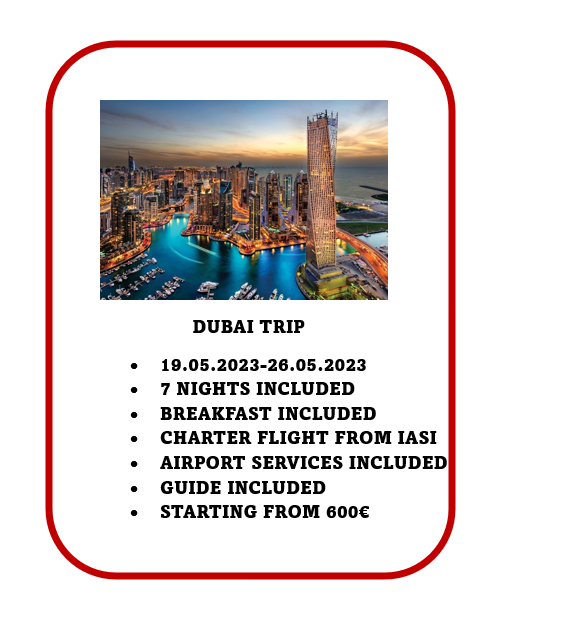 DUBAI TRIP
• 19.05.2023-26.05.2023
• 7 NIGHTS INCLUDED
• BREAKFAST INCLUDED
• CHARTER FLIGHT FROM IASI
• AIRPORT SERVICES INCLUDED
• GUIDE INCLUDED
• STARTING FROM 600€